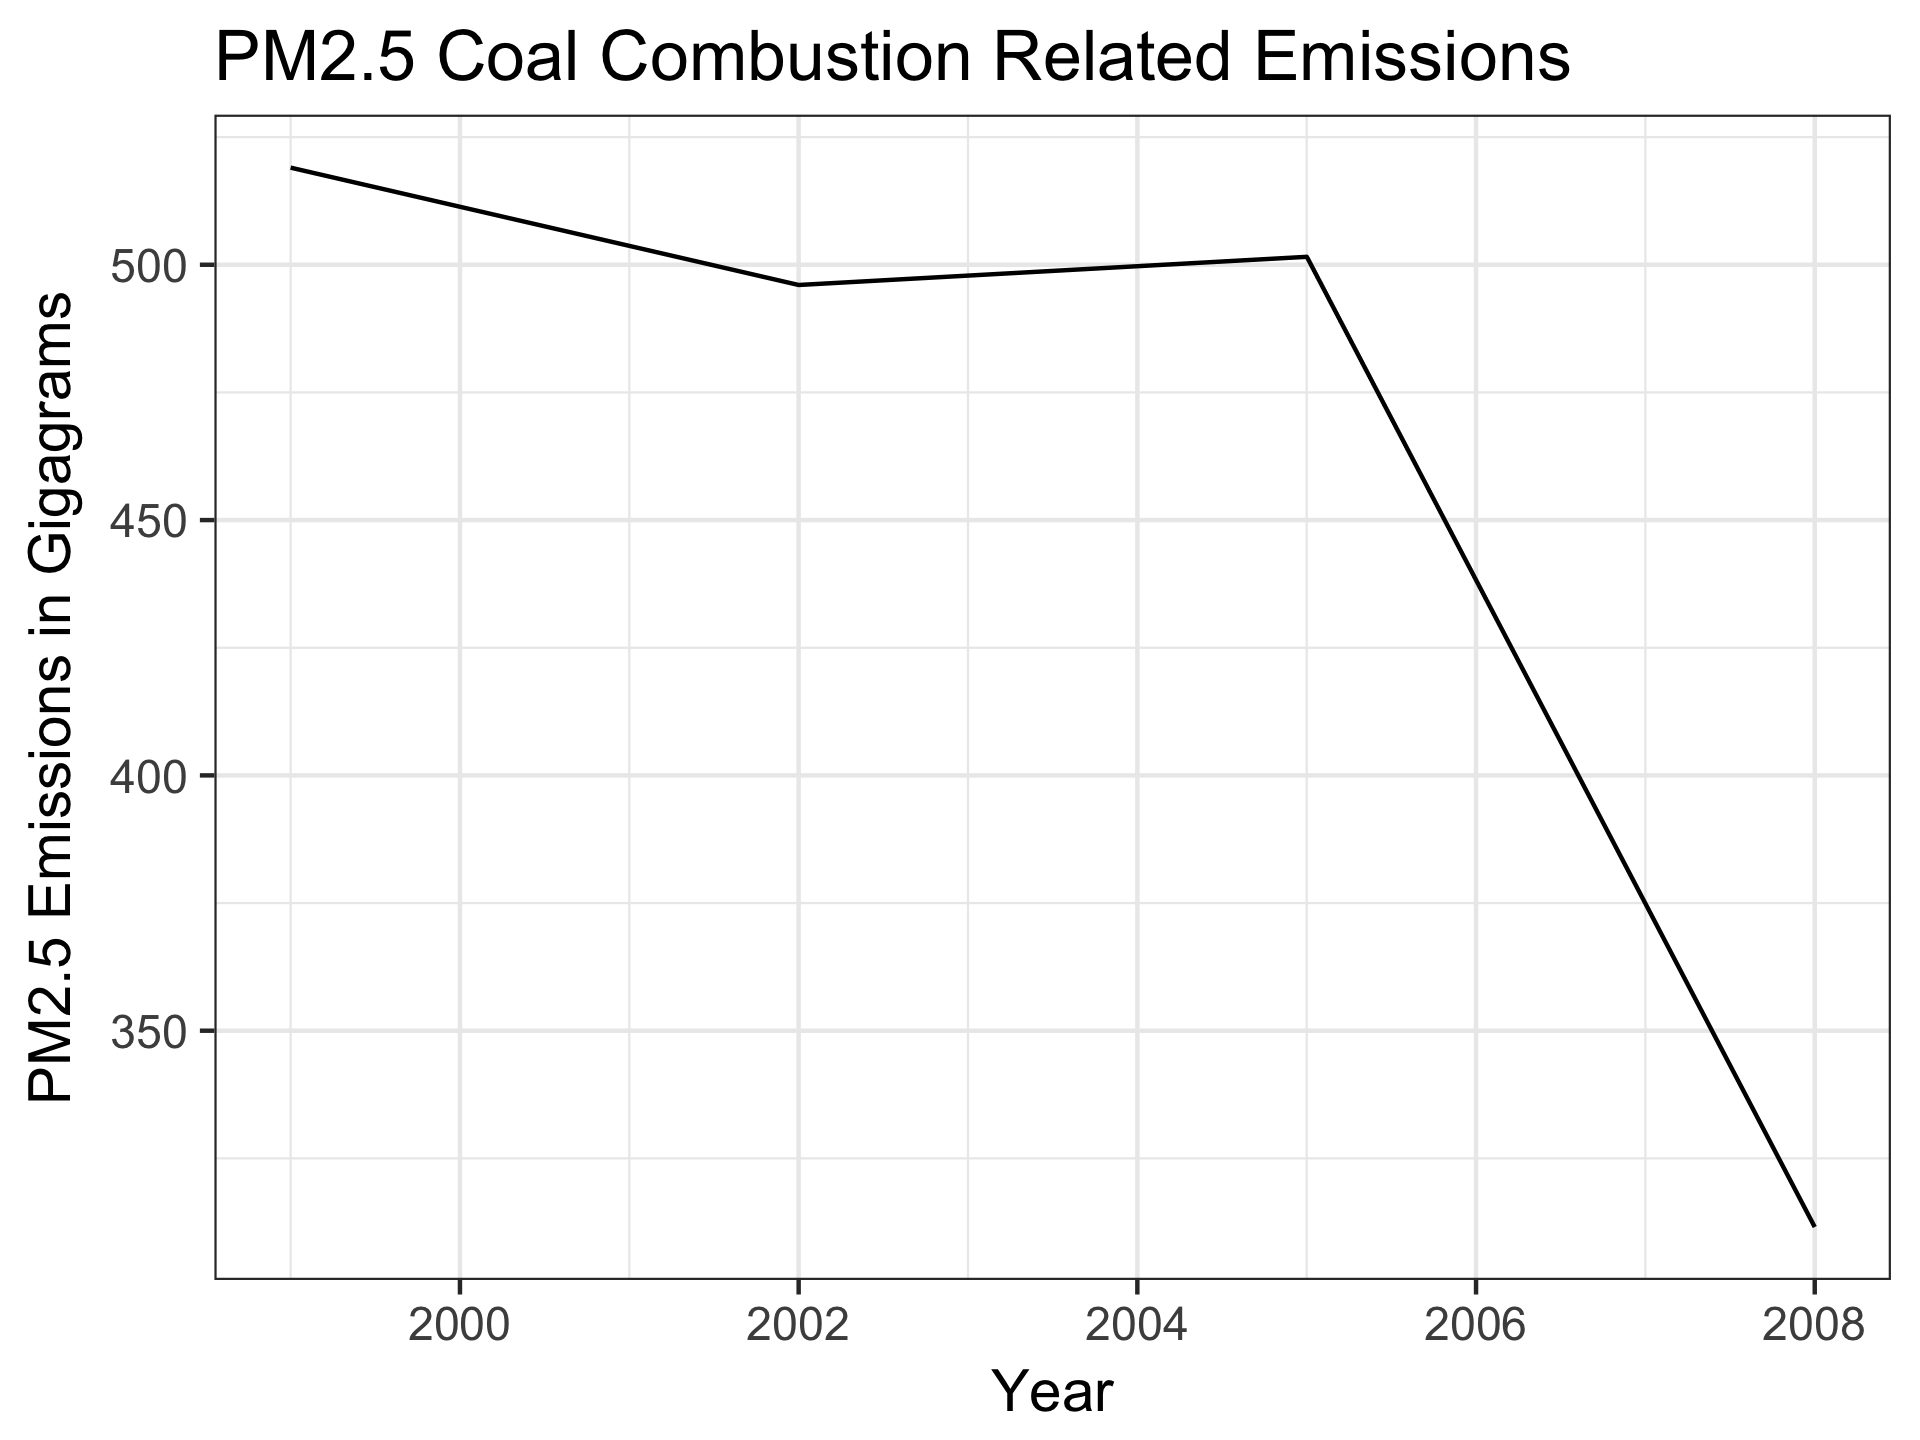 PM2.5 Coal Combustion Related Emissions
PM2.5 Emissions in Gigagrams
500
450
400
350
2000 2002 2004 2006 2008
Year